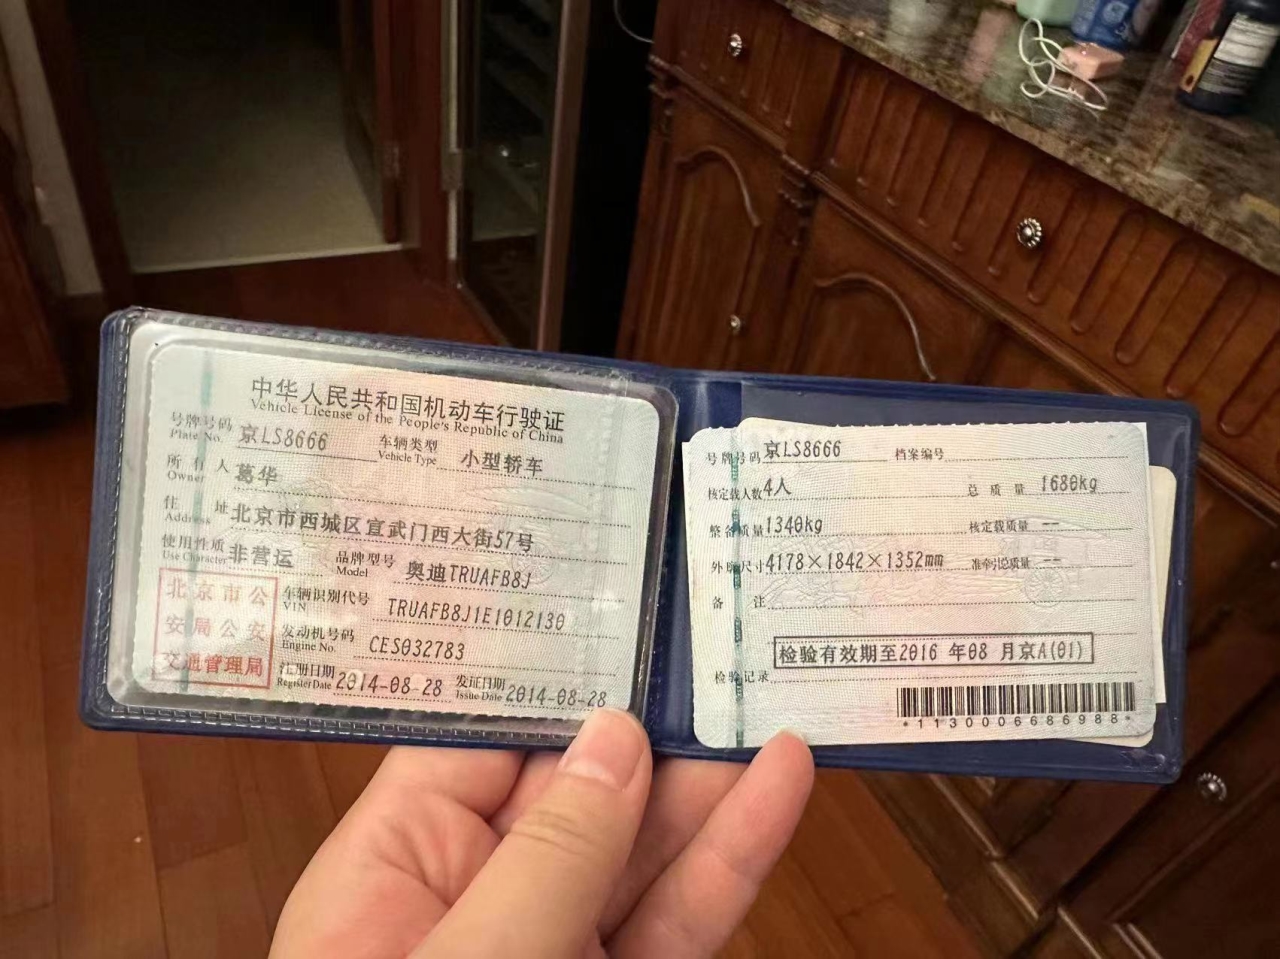 中华人民共和国机动车行驶证
Vehicle License of the People's Republic of China
号牌号码 京LS8666 车辆类型 小型轿车
Plate No. Vehicle Type
所有人 葛华
Owner
住址 北京市西城区宣武门西大街57号
Address
使用性质 非营运 品牌型号 奥迪TRUAFB8J
Use Character Model
北京市公安局公安交通管理局
车辆识别代号 TRUAFB8J1E1012130
VIN
发动机号码 CES032783
Engine No.
注册日期 2014-08-28 发证日期 2014-08-28
Register Date Issue Date
号牌号码 京LS8666 档案编号
核定载人数 4人 总质量 1680kg
整备质量 1340kg 核定载质量 --
外廓尺寸 4178×1842×1352mm 准牵引总质量 --
备注
检验有效期至2016 年08 月京A(01)
检验记录
*1130006686988*